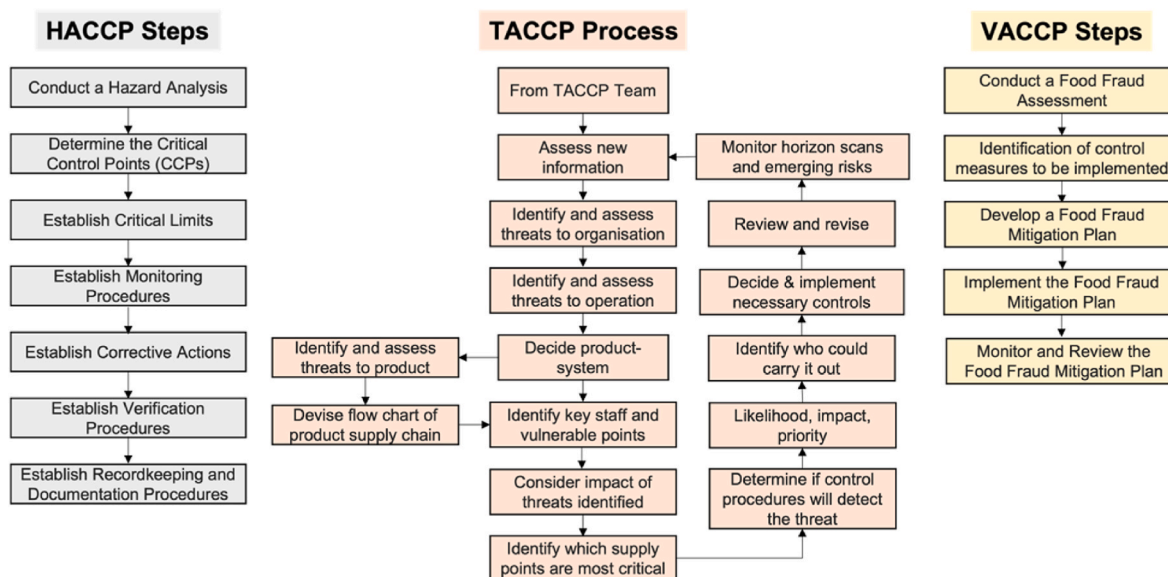 HACCP Steps
Conduct a Hazard Analysis
Determine the Critical
Control Points (CCPs)
Establish Critical Limits
Establish Monitoring
Procedures
Establish Corrective Actions
Establish Verification
Procedures
Establish Recordkeeping and
Documentation Procedures
TACCP Process
From TACCP Team
Assess new
information
Identify and assess
threats to organisation
Identify and assess
threats to operation
Decide product-
system
Identify and assess
threats to product
Devise flow chart of
product supply chain
Identify key staff and
vulnerable points
Consider impact of
threats identified
Identify which supply
points are most critical
Determine if control
procedures will detect
the threat
Likelihood, impact,
priority
Identify who could
carry it out
Decide & implement
necessary controls
Review and revise
Monitor horizon scans
and emerging risks
VACCP Steps
Conduct a Food Fraud
Assessment
Identification of control
measures to be implemented
Develop a Food Fraud
Mitigation Plan
Implement the Food Fraud
Mitigation Plan
Monitor and Review the
Food Fraud Mitigation Plan